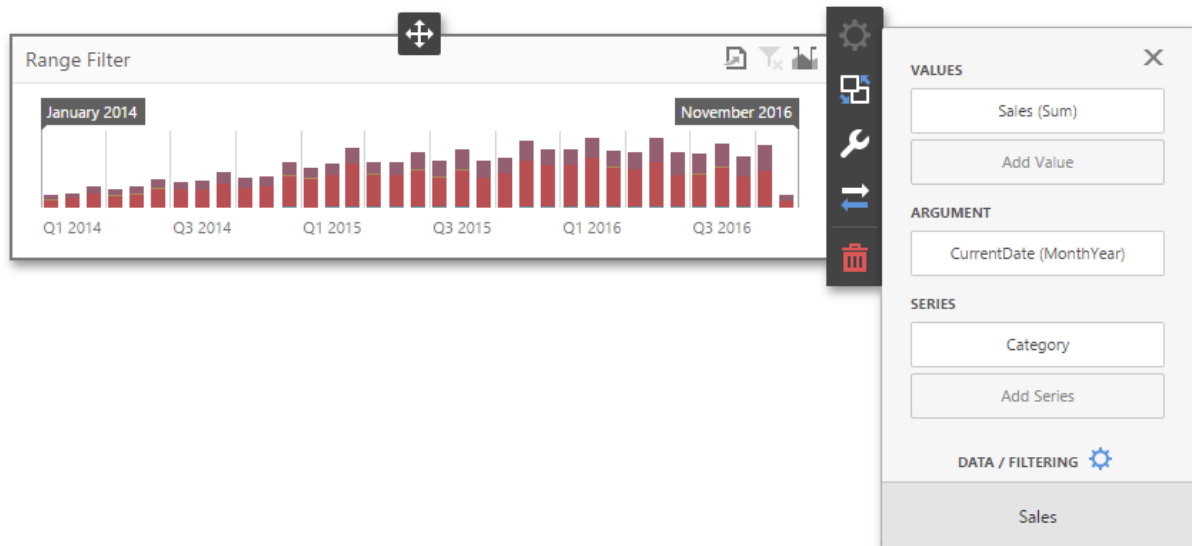 Range Filter
January 2014
November 2016
Q1 2014
Q3 2014
Q1 2015
Q3 2015
Q1 2016
Q3 2016
VALUES
Sales (Sum)
Add Value
ARGUMENT
CurrentDate (MonthYear)
SERIES
Category
Add Series
DATA / FILTERING
Sales